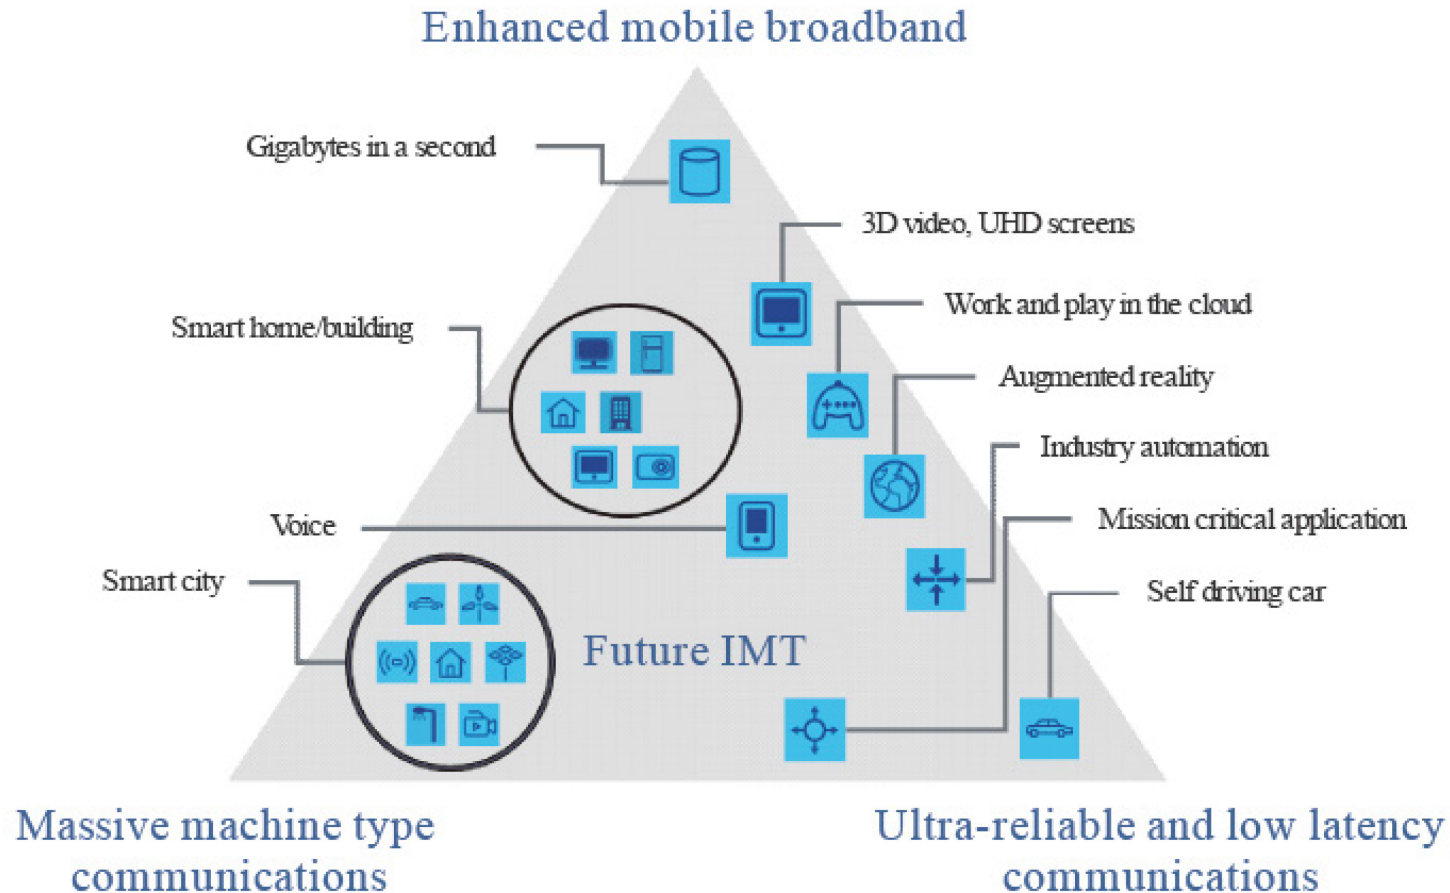 Enhanced mobile broadband
Gigabytes in a second
3D video, UHD screens
Work and play in the cloud
Smart home/building
Augmented reality
Industry automation
Mission critical application
Voice
Smart city
Self driving car
Future IMT
Massive machine type
communications
Ultra-reliable and low latency
communications